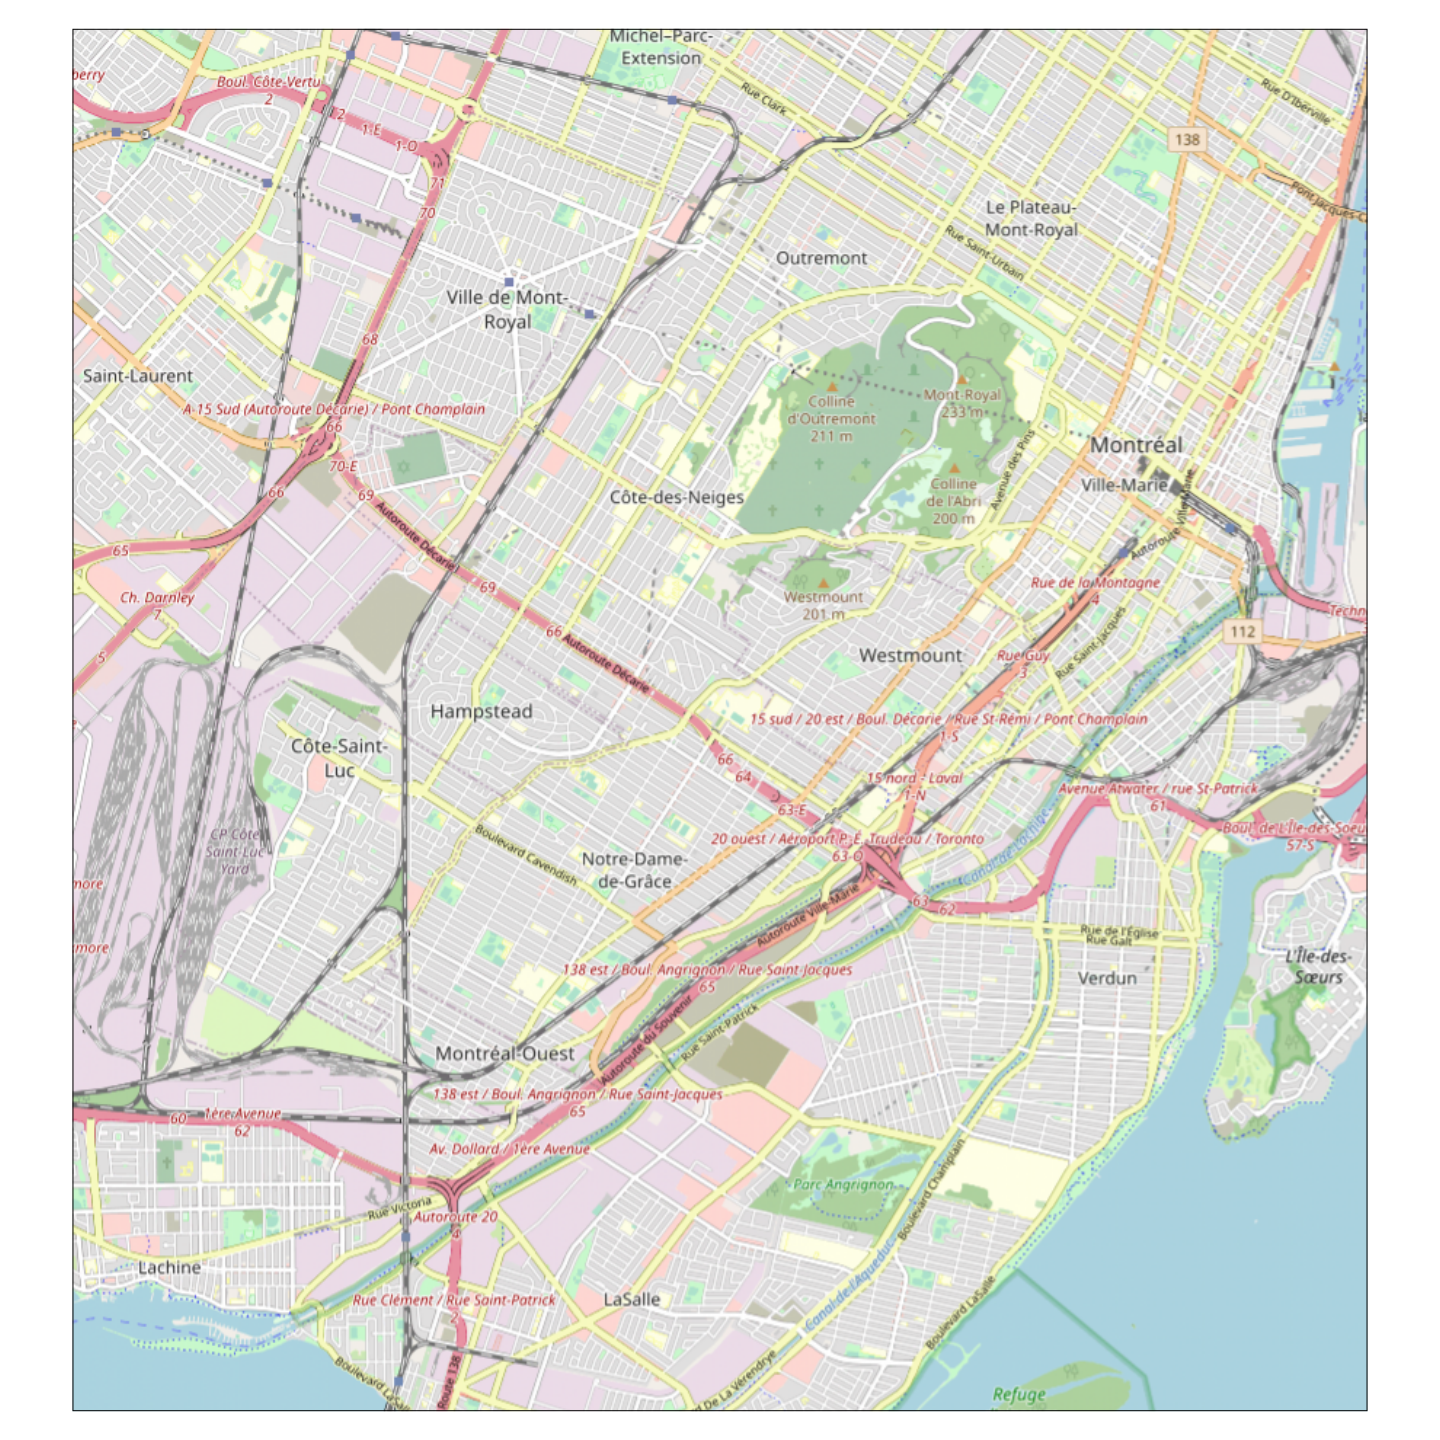 Michel–Parc-
Extension
berry
Boul. Côte-Vertu
2
Rue Clark
Rue D'Iberville
2
1-E
1-O
138
71
70
Pont Jacques-C
Le Plateau-
Mont-Royal
Rue Saint-Urbain
Outremont
Ville de Mont-
Royal
68
Saint-Laurent
A-15 Sud (Autoroute Décarie) / Pont Champlain
66
Colline
d'Outremont
211 m
Mont-Royal
233 m
Montréal
70-E
69
66
Avenue des Pins
Ville-Marie
Colline
de l'Abri
200 m
Côte-des-Neiges
Autoroute Décarie
Autoroute Ville-Marie
65
69
Ch. Darnley
7
Rue de la Montagne
4
Westmount
201 m
Techn
66
Autoroute Décarie
112
Rue Saint-Jacques
5
Westmount
Rue Guy
3
Hampstead
15 sud / 20 est / Boul. Décarie / Rue St-Rémi / Pont Champlain
1-S
Côte-Saint-
Luc
66
64
15 nord - Laval
1-N
Avenue Atwater / rue St-Patrick
61
63-E
Boul. de L'Île-des-Soeu
57-S
CP Côte
Saint-Luc
Yard
20 ouest / Aéroport P.-É. Trudeau / Toronto
63-O
Canal de Lachine
Boulevard Cavendish
Notre-Dame-
de-Grâce
more
63
62
Autoroute Ville-Marie
Rue de l'Église
Rue Galt
more
138 est / Boul. Angrignon / Rue Saint-Jacques
65
Verdun
L'Île-des-
Sœurs
Autoroute du Souvenir
Rue Saint-Patrick
Montréal-Ouest
138 est / Boul. Angrignon / Rue Saint-Jacques
65
60
1ère Avenue
62
Av. Dollard / 1ère Avenue
Parc Angrignon
Boulevard Champlain
Rue Victoria
Autoroute 20
4
Lachine
Canal de l'Aqueduc
Rue Clément / Rue Saint-Patrick
2
LaSalle
Boulevard LaSalle
Boulevard LaSall
Route 138
d De La Vérendrye
Refuge